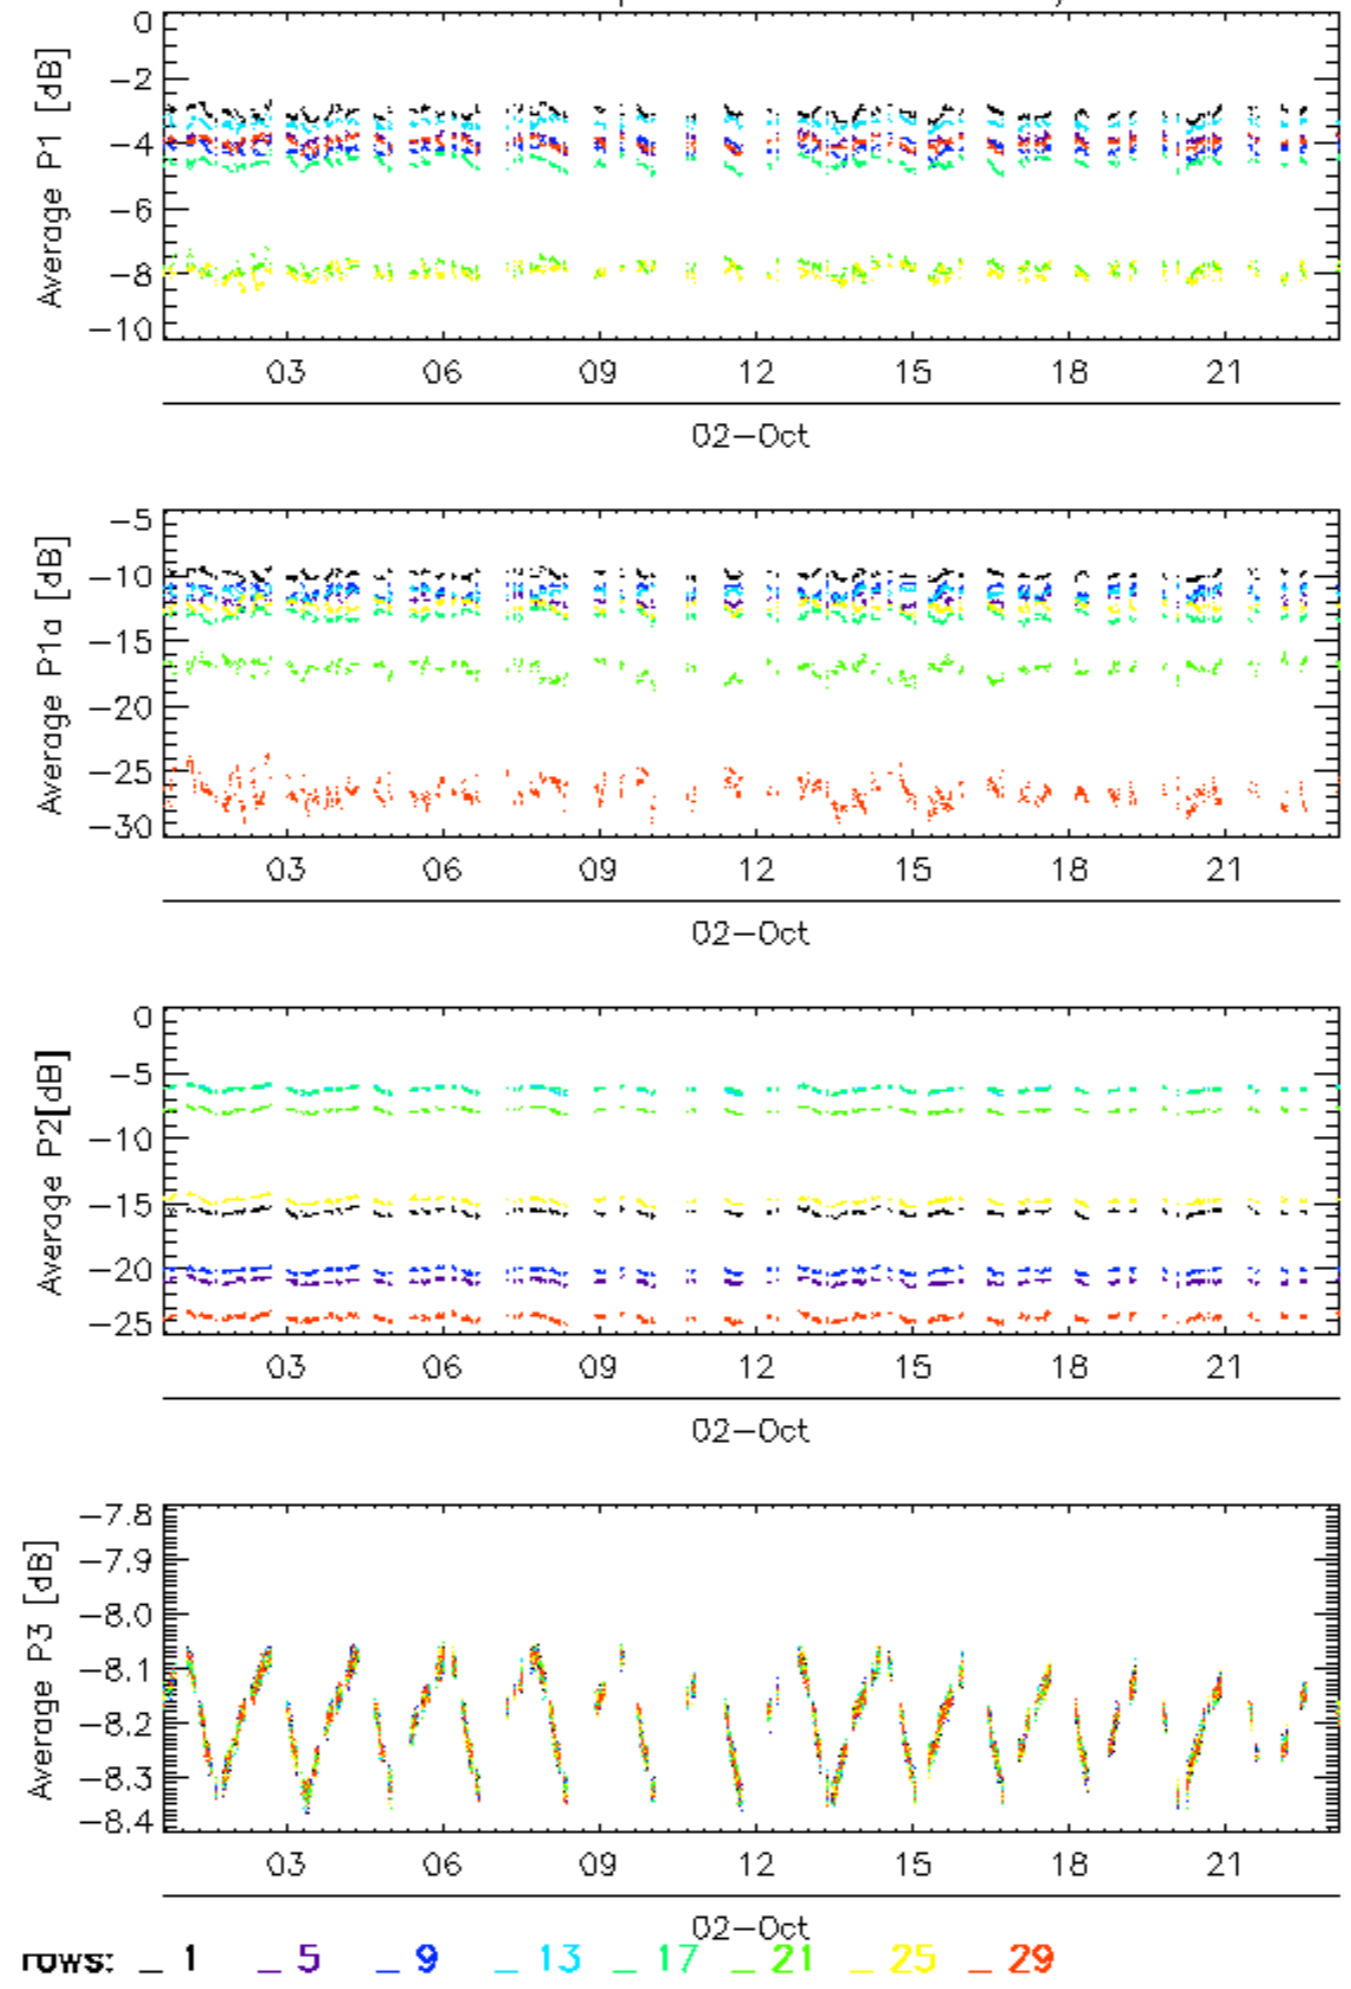 Average P1 [dB]
0
−2
−4
−6
−8
−10
03 06 09 12 15 18 21
02−Oct
Average P1a [dB]
−5
−10
−15
−20
−25
−30
03 06 09 12 15 18 21
02−Oct
Average P2[dB]
0
−5
−10
−15
−20
−25
03 06 09 12 15 18 21
02−Oct
Average P3 [dB]
−7.8
−7.9
−8.0
−8.1
−8.2
−8.3
−8.4
03 06 09 12 15 18 21
02−Oct
rows: _ 1 _ 5 _ 9 _ 13 _ 17 _ 21 _ 25 _ 29